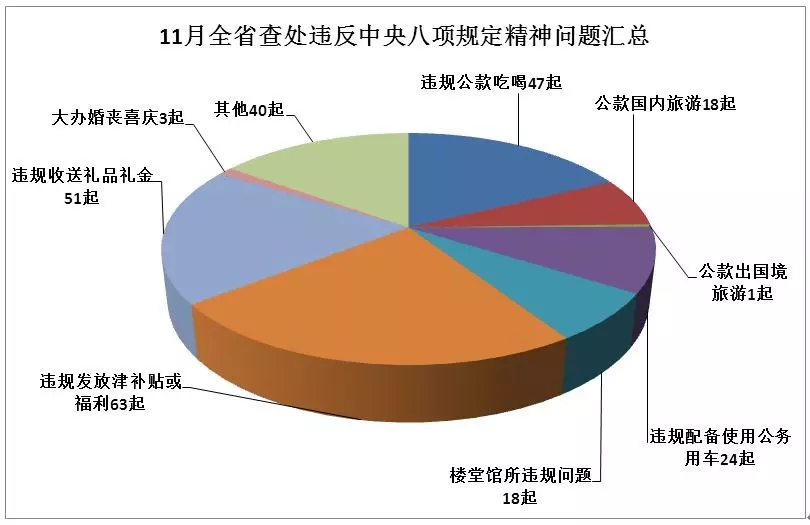 11月全省查处违反中央八项规定精神问题汇总
违规公款吃喝47起
公款国内旅游18起
公款出国境
旅游1起
违规配备使用公务
用车24起
楼堂馆所违规问题
18起
违规发放津补贴或
福利63起
违规收送礼品礼金
51起
大办婚丧喜庆3起
其他40起